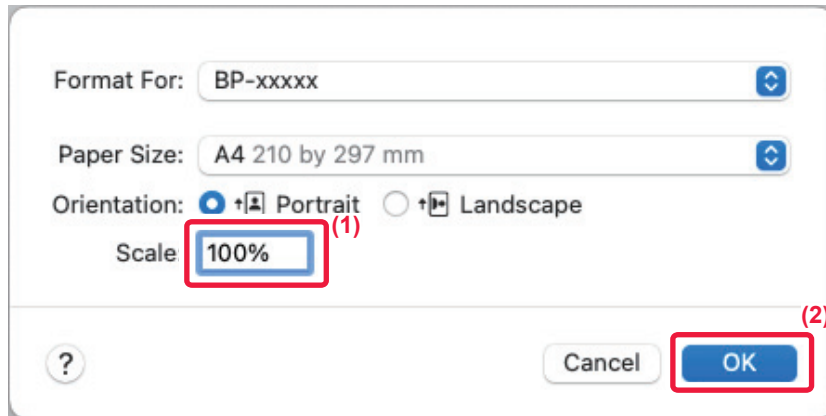 Format For: BP-xxxxx
Paper Size: A4 210 by 297 mm
Orientation: Portrait Landscape
(1)
Scale: 100%
(2)
? Cancel OK